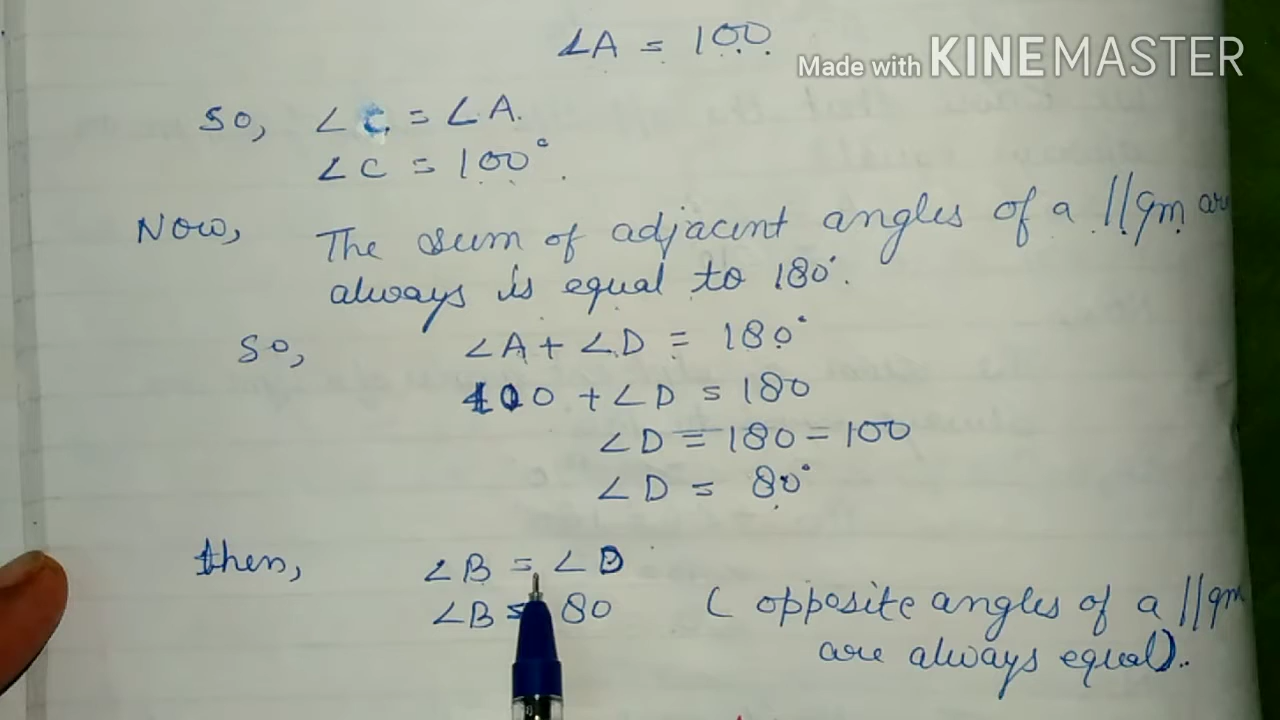 ∠A = 100
Made with KINEMASTER
So, ∠C = ∠A.
∠C = 100°.
Now, The sum of adjacent angles of a ||gm are
always is equal to 180°.
So, ∠A + ∠D = 180°
100 + ∠D = 180
∠D = 180 = 100
∠D = 80°
then, ∠B = ∠D
∠B = 80 ( opposite angles of a ||gm
are always equal).